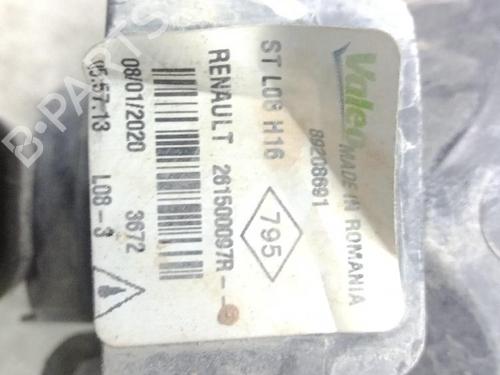 Valeo
MADE IN ROMANIA
89208691
ST L08 H16
795
RENAULT 261500097R--
08/01/2020 3672
05:57:13 L08-3
B-PARTS